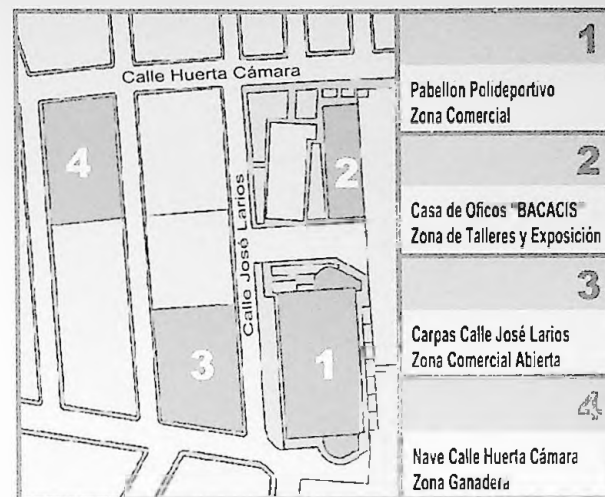 Calle Huerta Cámara
4
2
Calle José Larios
3
1
1
Pabellon Polideportivo
Zona Comercial
2
Casa de Oficos "BACACIS"
Zona de Talleres y Exposición
3
Carpas Calle José Larios
Zona Comercial Abierta
4
Nave Calle Huerta Cámara
Zona Ganadera